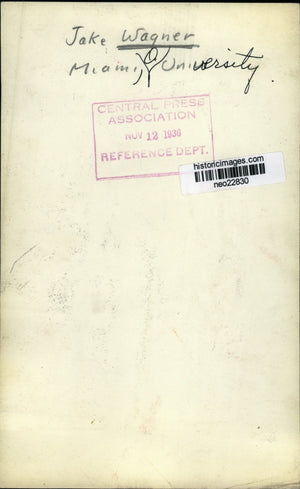 Jake Wagner
Miami (O) University.
CENTRAL PRESS
ASSOCIATION
NOV 12 1936
REFERENCE DEPT.
historicimages.com
neo22830